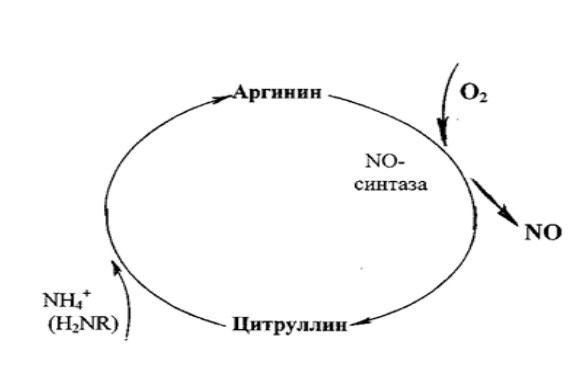 Аргинин
O₂
NO-
синтаза
NO
NH₄⁺
(H₂NR)
Цитруллин